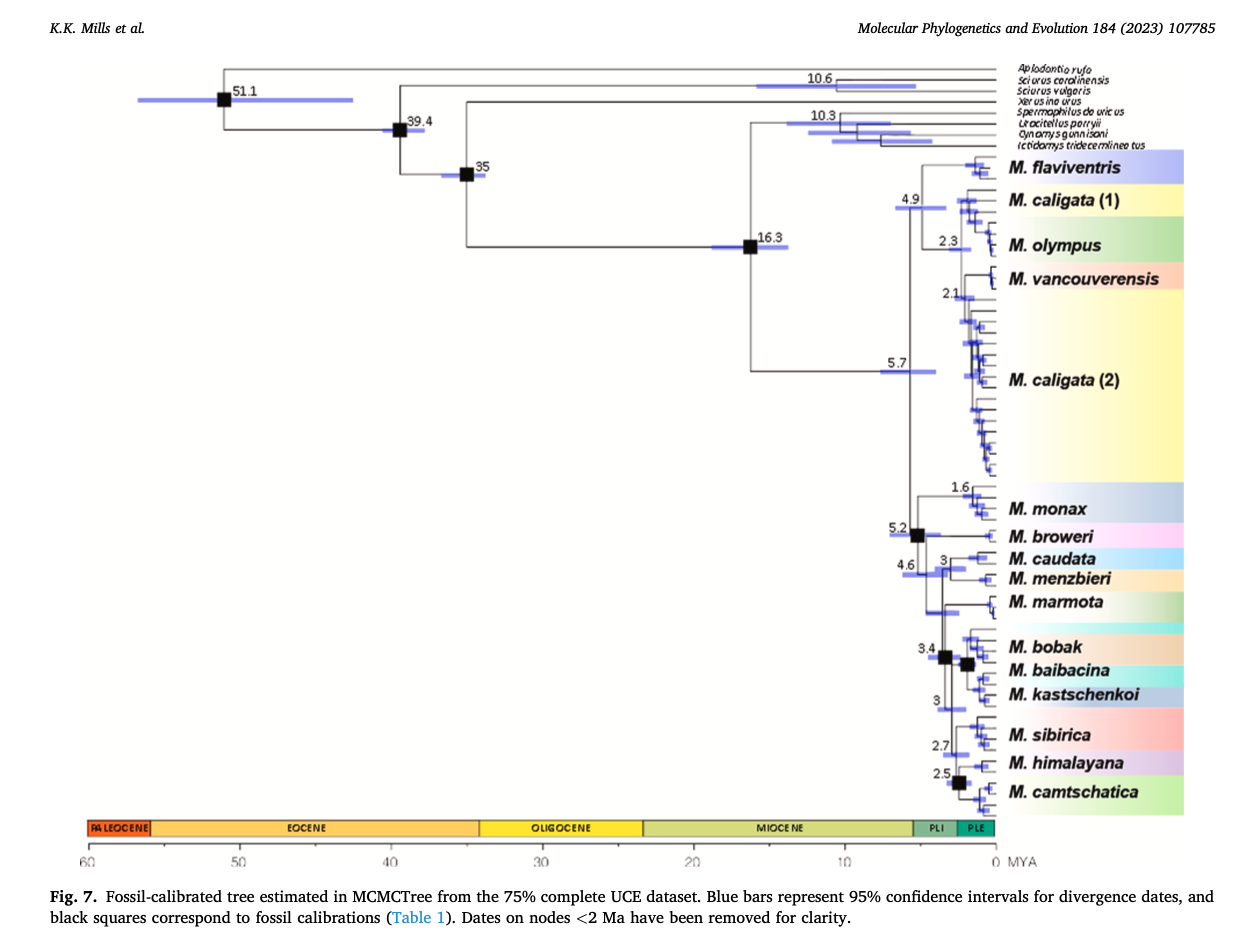 K.K. Mills et al.
Molecular Phylogenetics and Evolution 184 (2023) 107785
Aplodontia rufa
10.6
Sciurus carolinensis
Sciurus vulgaris
51.1
Xerus inaurus
Spermophilus dauricus
10.3
39.4
Urocitellus parryii
Cynomys gunnisoni
Ictidomys tridecemlineatus
35
M. flaviventris
4.9
M. caligata (1)
16.3
2.3
M. olympus
M. vancouverensis
2.1
5.7
M. caligata (2)
1.6
M. monax
5.2
M. broweri
4.6
3
M. caudata
M. menzbieri
M. marmota
3.4
M. bobak
M. baibacina
3
M. kastschenkoi
2.7
M. sibirica
2.5
M. himalayana
M. camtschatica
PALEOCENE EOCENE OLIGOCENE MIOCENE PLI PLE
60 50 40 30 20 10 0 MYA
Fig. 7. Fossil-calibrated tree estimated in MCMCTree from the 75% complete UCE dataset. Blue bars represent 95% confidence intervals for divergence dates, and
black squares correspond to fossil calibrations (Table 1). Dates on nodes <2 Ma have been removed for clarity.